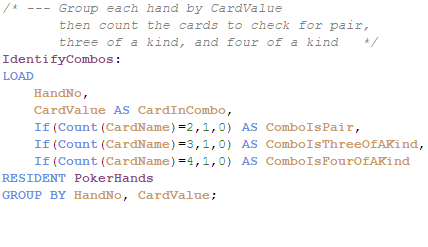 /* --- Group each hand by CardValue
then count the cards to check for pair,
three of a kind, and four of a kind */
IdentifyCombos:
LOAD
HandNo,
CardValue AS CardInCombo,
If(Count(CardName)=2,1,0) AS ComboIsPair,
If(Count(CardName)=3,1,0) AS ComboIsThreeOfAKind,
If(Count(CardName)=4,1,0) AS ComboIsFourOfAKind
RESIDENT PokerHands
GROUP BY HandNo, CardValue;